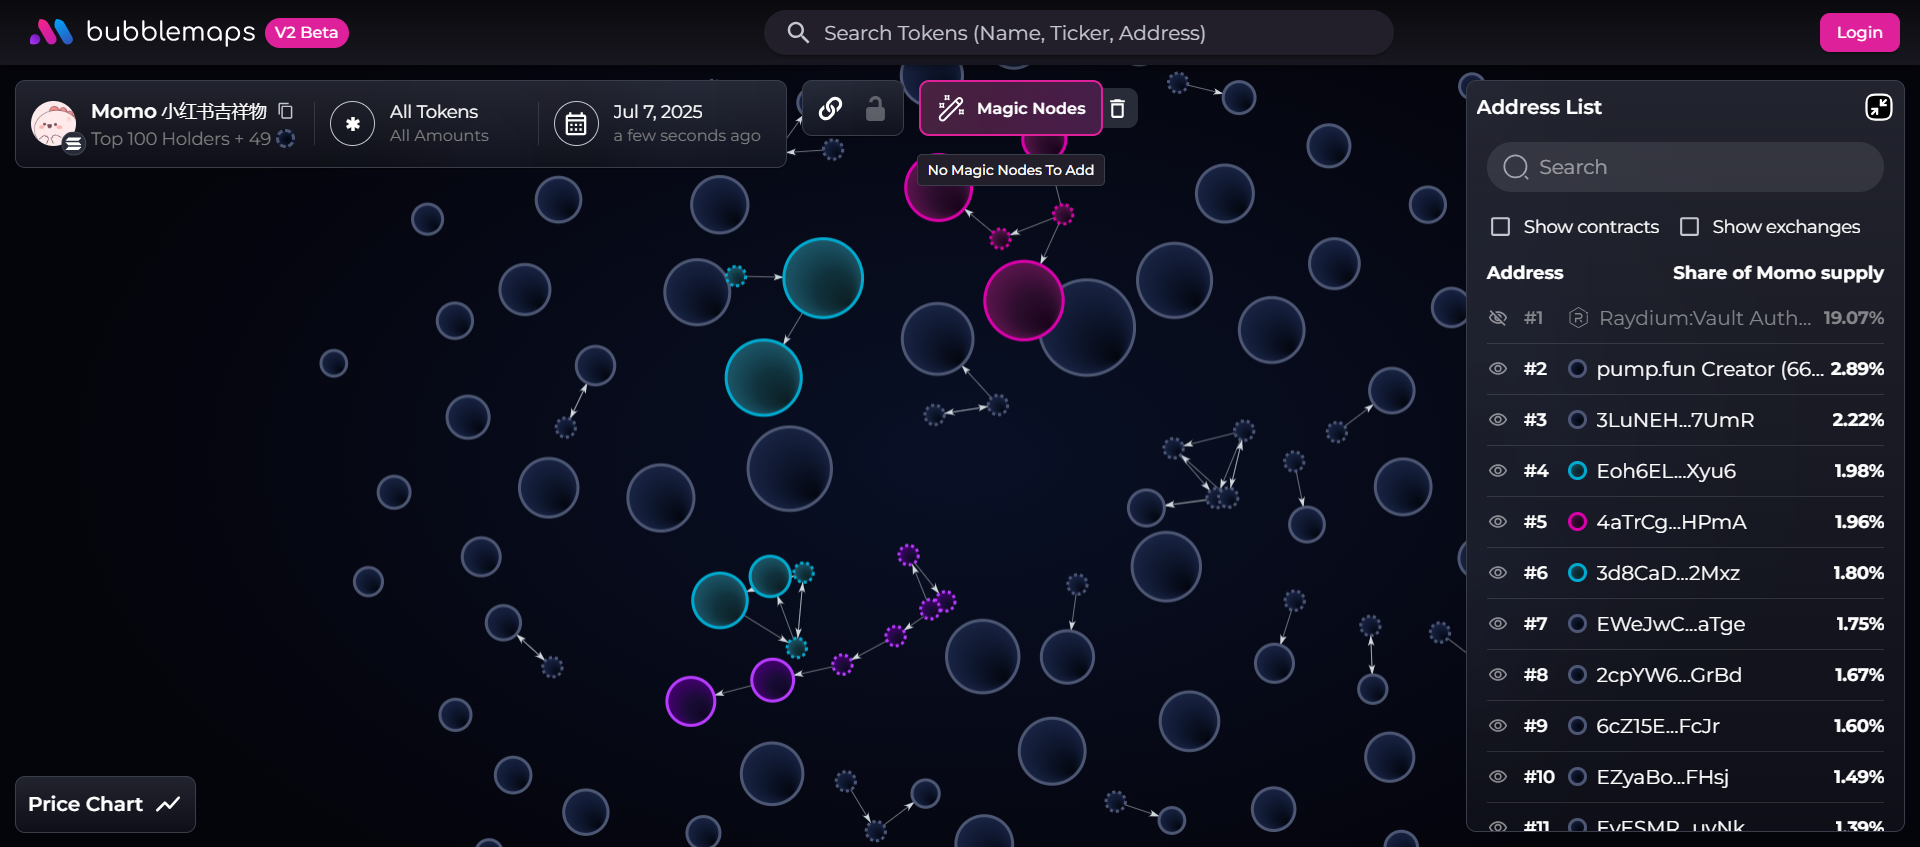 bubblemaps V2 Beta
Search Tokens (Name, Ticker, Address)
Login
Momo 小红书吉祥物
Top 100 Holders + 49
All Tokens
All Amounts
Jul 7, 2025
a few seconds ago
Magic Nodes
No Magic Nodes To Add
Address List
Search
Show contracts Show exchanges
Address Share of Momo supply
#1 Raydium:Vault Auth... 19.07%
#2 pump.fun Creator (66... 2.89%
#3 3LuNEH...7UmR 2.22%
#4 Eoh6EL...Xyu6 1.98%
#5 4aTrCg...HPmA 1.96%
#6 3d8CaD...2Mxz 1.80%
#7 EWeJwC...aTge 1.75%
#8 2cpYW6...GrBd 1.67%
#9 6cZ15E...FcJr 1.60%
#10 EZyaBo...FHsj 1.49%
#11 1.39%
Price Chart